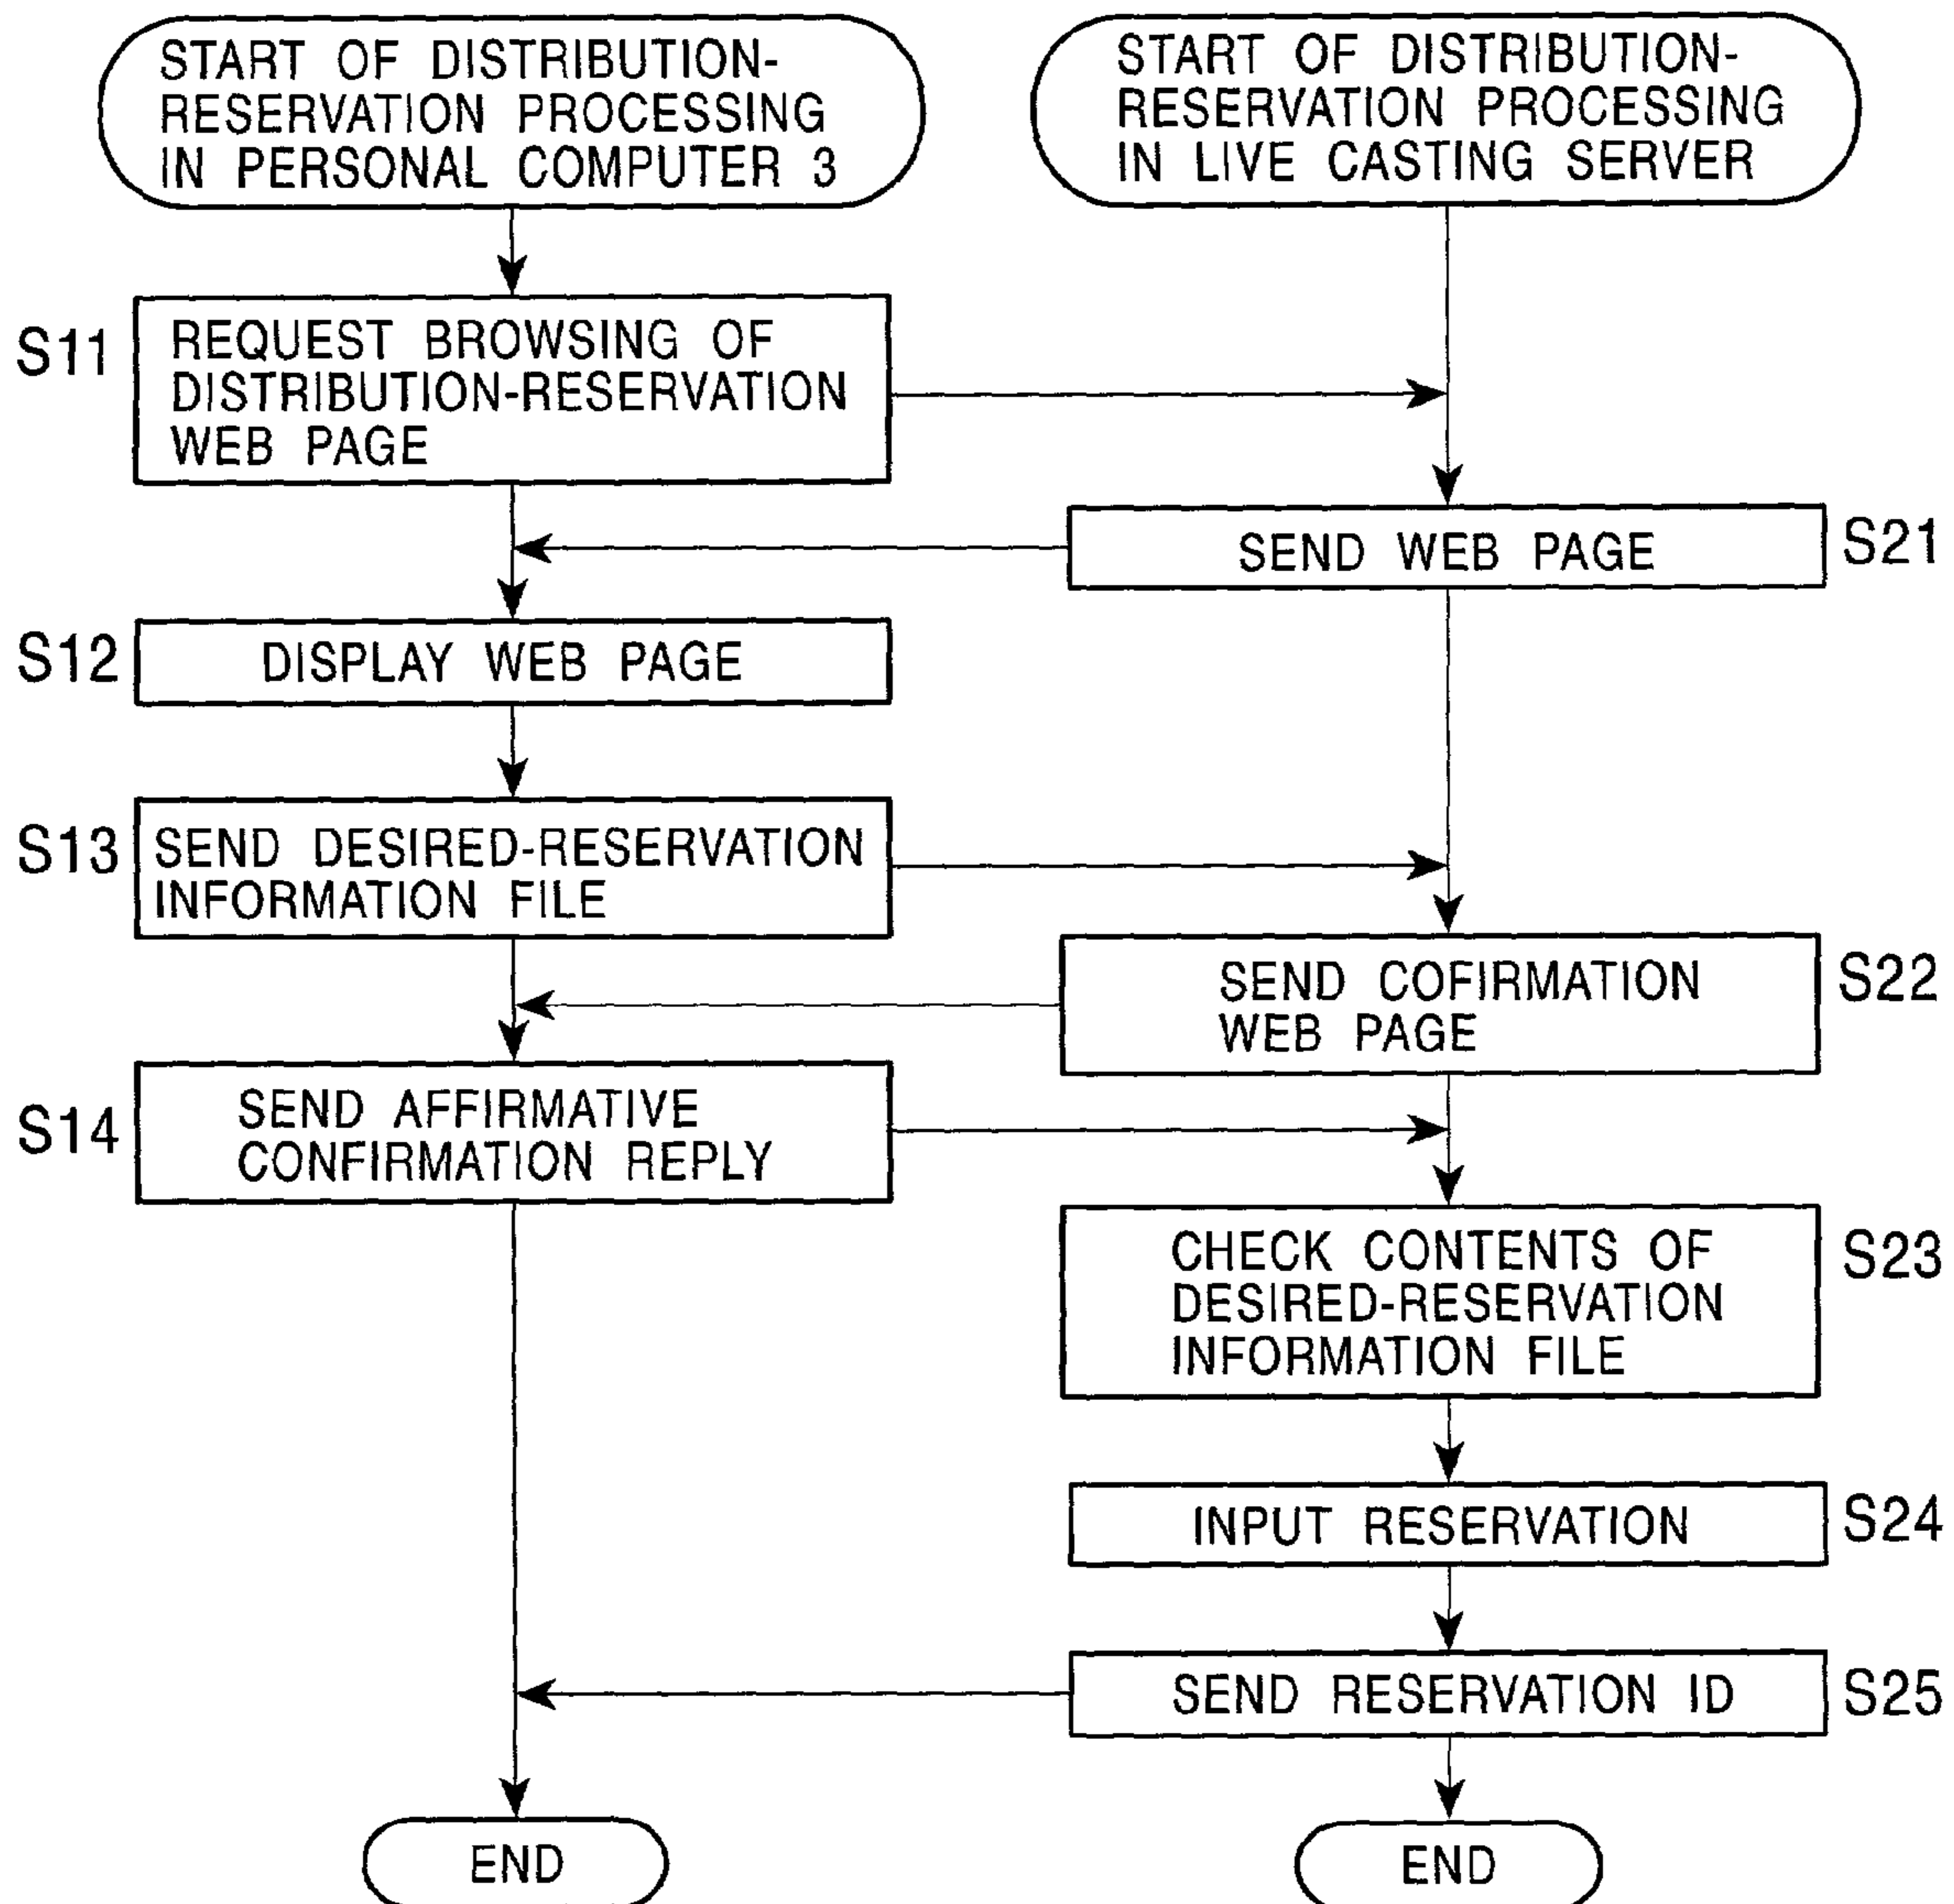 START OF DISTRIBUTION-
RESERVATION PROCESSING
IN PERSONAL COMPUTER 3
START OF DISTRIBUTION-
RESERVATION PROCESSING
IN LIVE CASTING SERVER
S11
REQUEST BROWSING OF
DISTRIBUTION-RESERVATION
WEB PAGE
SEND WEB PAGE
S21
S12
DISPLAY WEB PAGE
S13
SEND DESIRED-RESERVATION
INFORMATION FILE
SEND COFIRMATION
WEB PAGE
S22
S14
SEND AFFIRMATIVE
CONFIRMATION REPLY
CHECK CONTENTS OF
DESIRED-RESERVATION
INFORMATION FILE
S23
INPUT RESERVATION
S24
SEND RESERVATION ID
S25
END
END